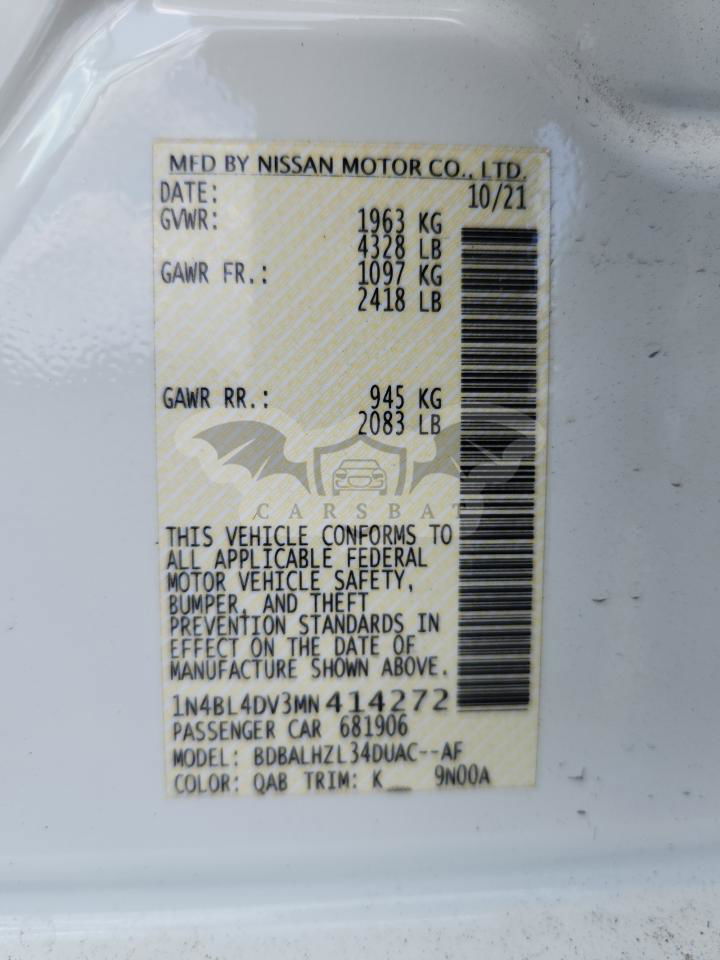 MFD BY NISSAN MOTOR CO., LTD.
DATE: 10/21
GVWR: 1963 KG
4328 LB
GAWR FR.: 1097 KG
2418 LB
GAWR RR.: 945 KG
2083 LB
CARSBAT
THIS VEHICLE CONFORMS TO
ALL APPLICABLE FEDERAL
MOTOR VEHICLE SAFETY,
BUMPER, AND THEFT
PREVENTION STANDARDS IN
EFFECT ON THE DATE OF
MANUFACTURE SHOWN ABOVE.
1N4BL4DV3MN414272
PASSENGER CAR 681906
MODEL: BDBALHZL34DUAC--AF
COLOR: QAB TRIM: K__ 9N00A